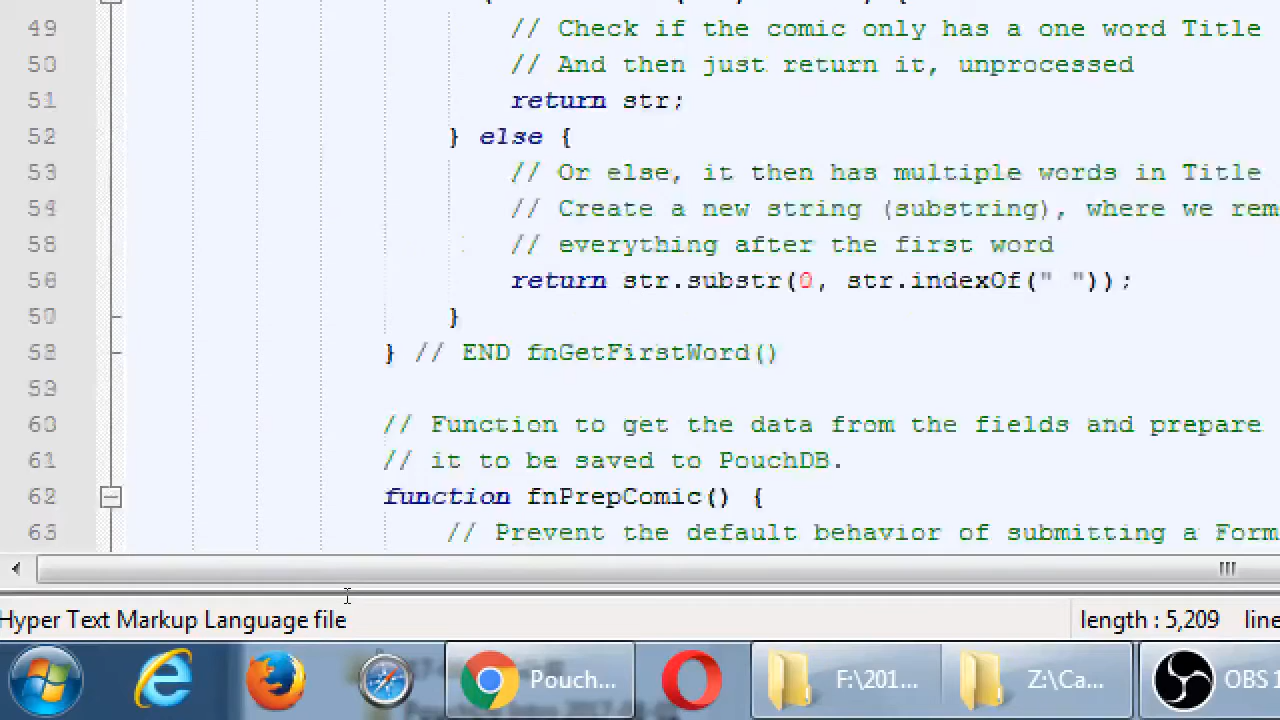 49 // Check if the comic only has a one word Title
50 // And then just return it, unprocessed
51 return str;
52 } else {
53 // Or else, it then has multiple words in Title
54 // Create a new string (substring), where we rem
58 // everything after the first word
56 return str.substr(0, str.indexOf(" "));
50 }
52 } // END fnGetFirstWord()
53
60 // Function to get the data from the fields and prepare
61 // it to be saved to PouchDB.
62 function fnPrepComic() {
63 // Prevent the default behavior of submitting a Form
Hyper Text Markup Language file length : 5,209 line
Pouch... F:\201... Z:\Ca... OBS 1